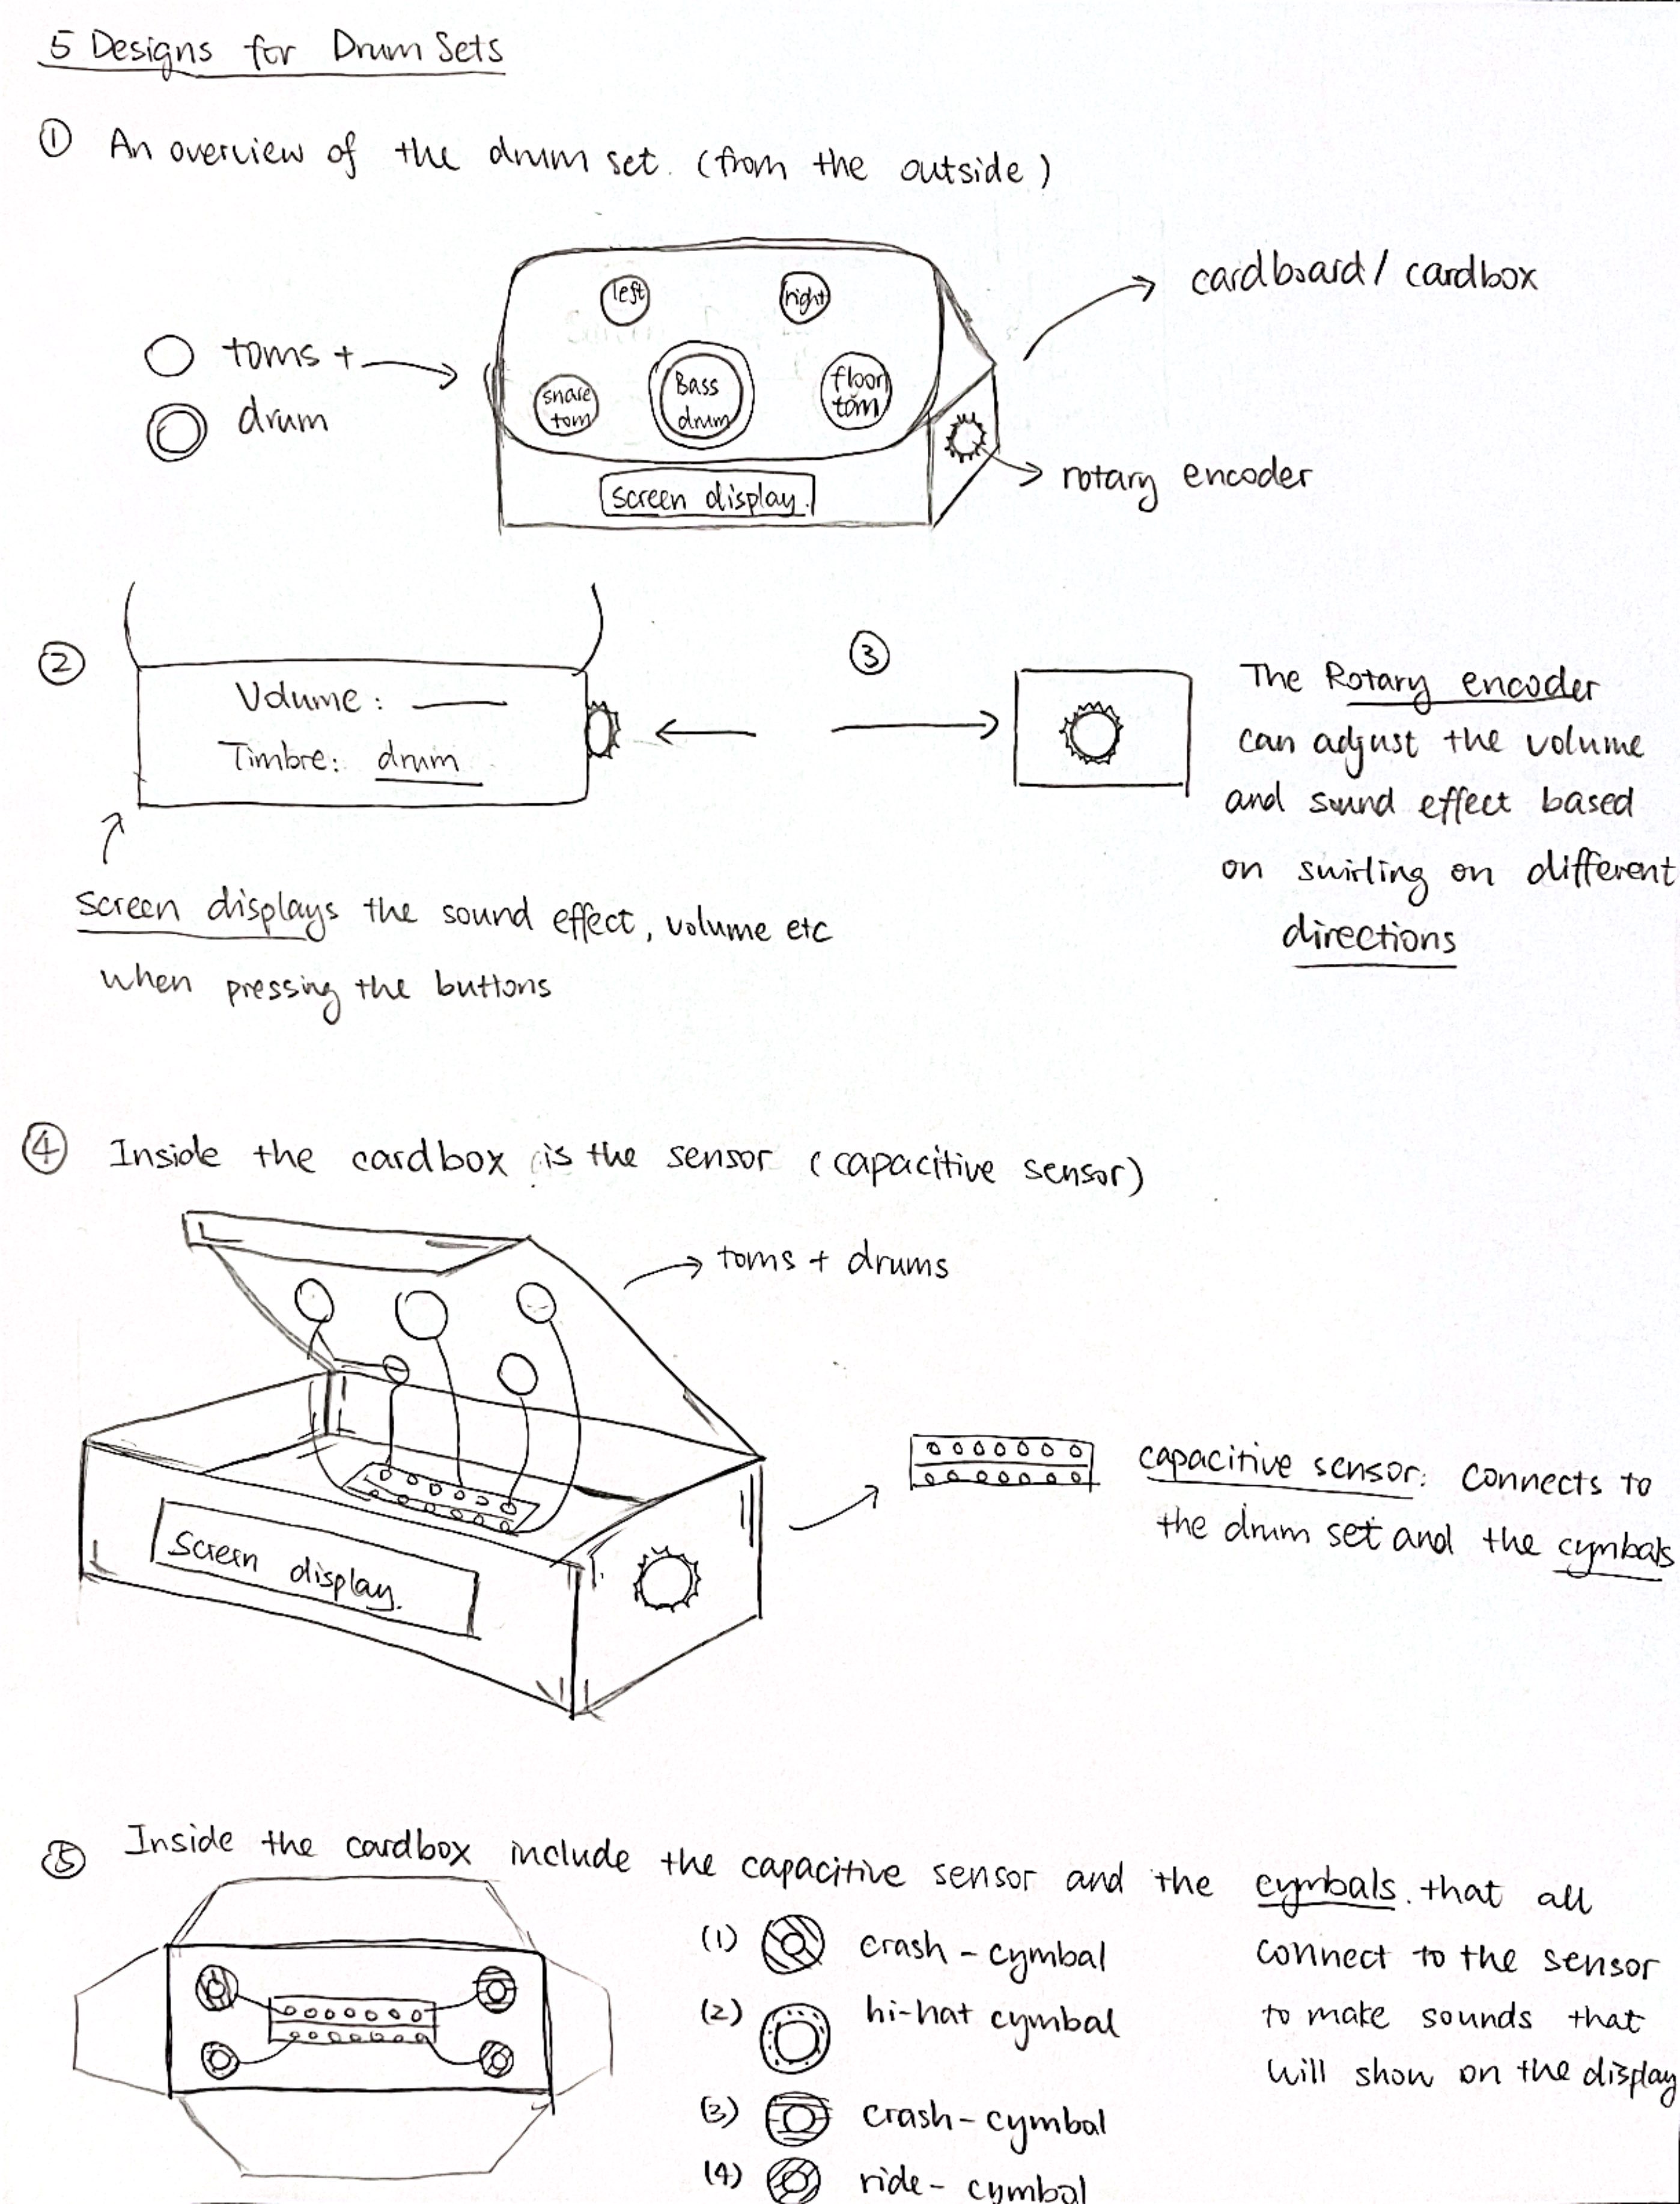 5 Designs for Drum Sets
① An overview of the drum set. (from the outside)
left
right
cardboard / cardbox
toms +
drum
snare
tom
Bass
drum
floor
tom
screen display.
rotary encoder
②
Volume:
Timbre: drum
screen displays the sound effect, volume etc
when pressing the buttons
③
The Rotary encoder
can adjust the volume
and sound effect based
on swirling on different
directions
④ Inside the cardbox is the sensor (capacitive sensor)
toms + drums
screen display.
capacitive sensor: connects to
the drum set and the cymbals
⑤ Inside the cardbox include the capacitive sensor and the cymbals. that all
connect to the sensor
to make sounds that
will show on the display
(1) crash-cymbal
(2) hi-hat cymbal
(3) crash-cymbal
(4) ride-cymbal